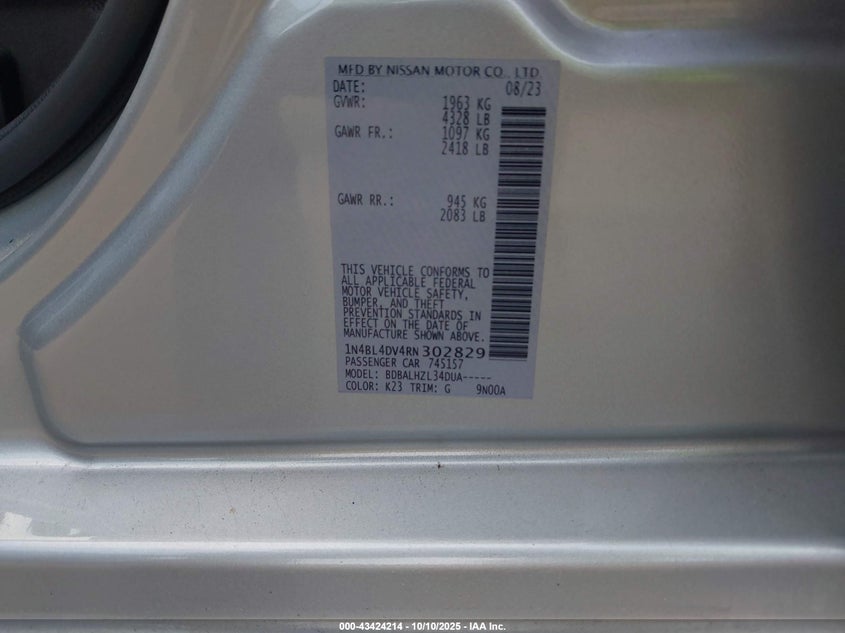 MFD BY NISSAN MOTOR CO., LTD.
DATE: 08/23
GVWR: 1963 KG
4328 LB
GAWR FR.: 1097 KG
2418 LB
GAWR RR.: 945 KG
2083 LB
THIS VEHICLE CONFORMS TO
ALL APPLICABLE FEDERAL
MOTOR VEHICLE SAFETY,
BUMPER, AND THEFT
PREVENTION STANDARDS IN
EFFECT ON THE DATE OF
MANUFACTURE SHOWN ABOVE.
1N4BL4DV4RN302829
PASSENGER CAR 745157
MODEL: BDBALHZL34DUA-----
COLOR: K23 TRIM: G 9N00A
000-43424214 - 10/10/2025 - IAA Inc.